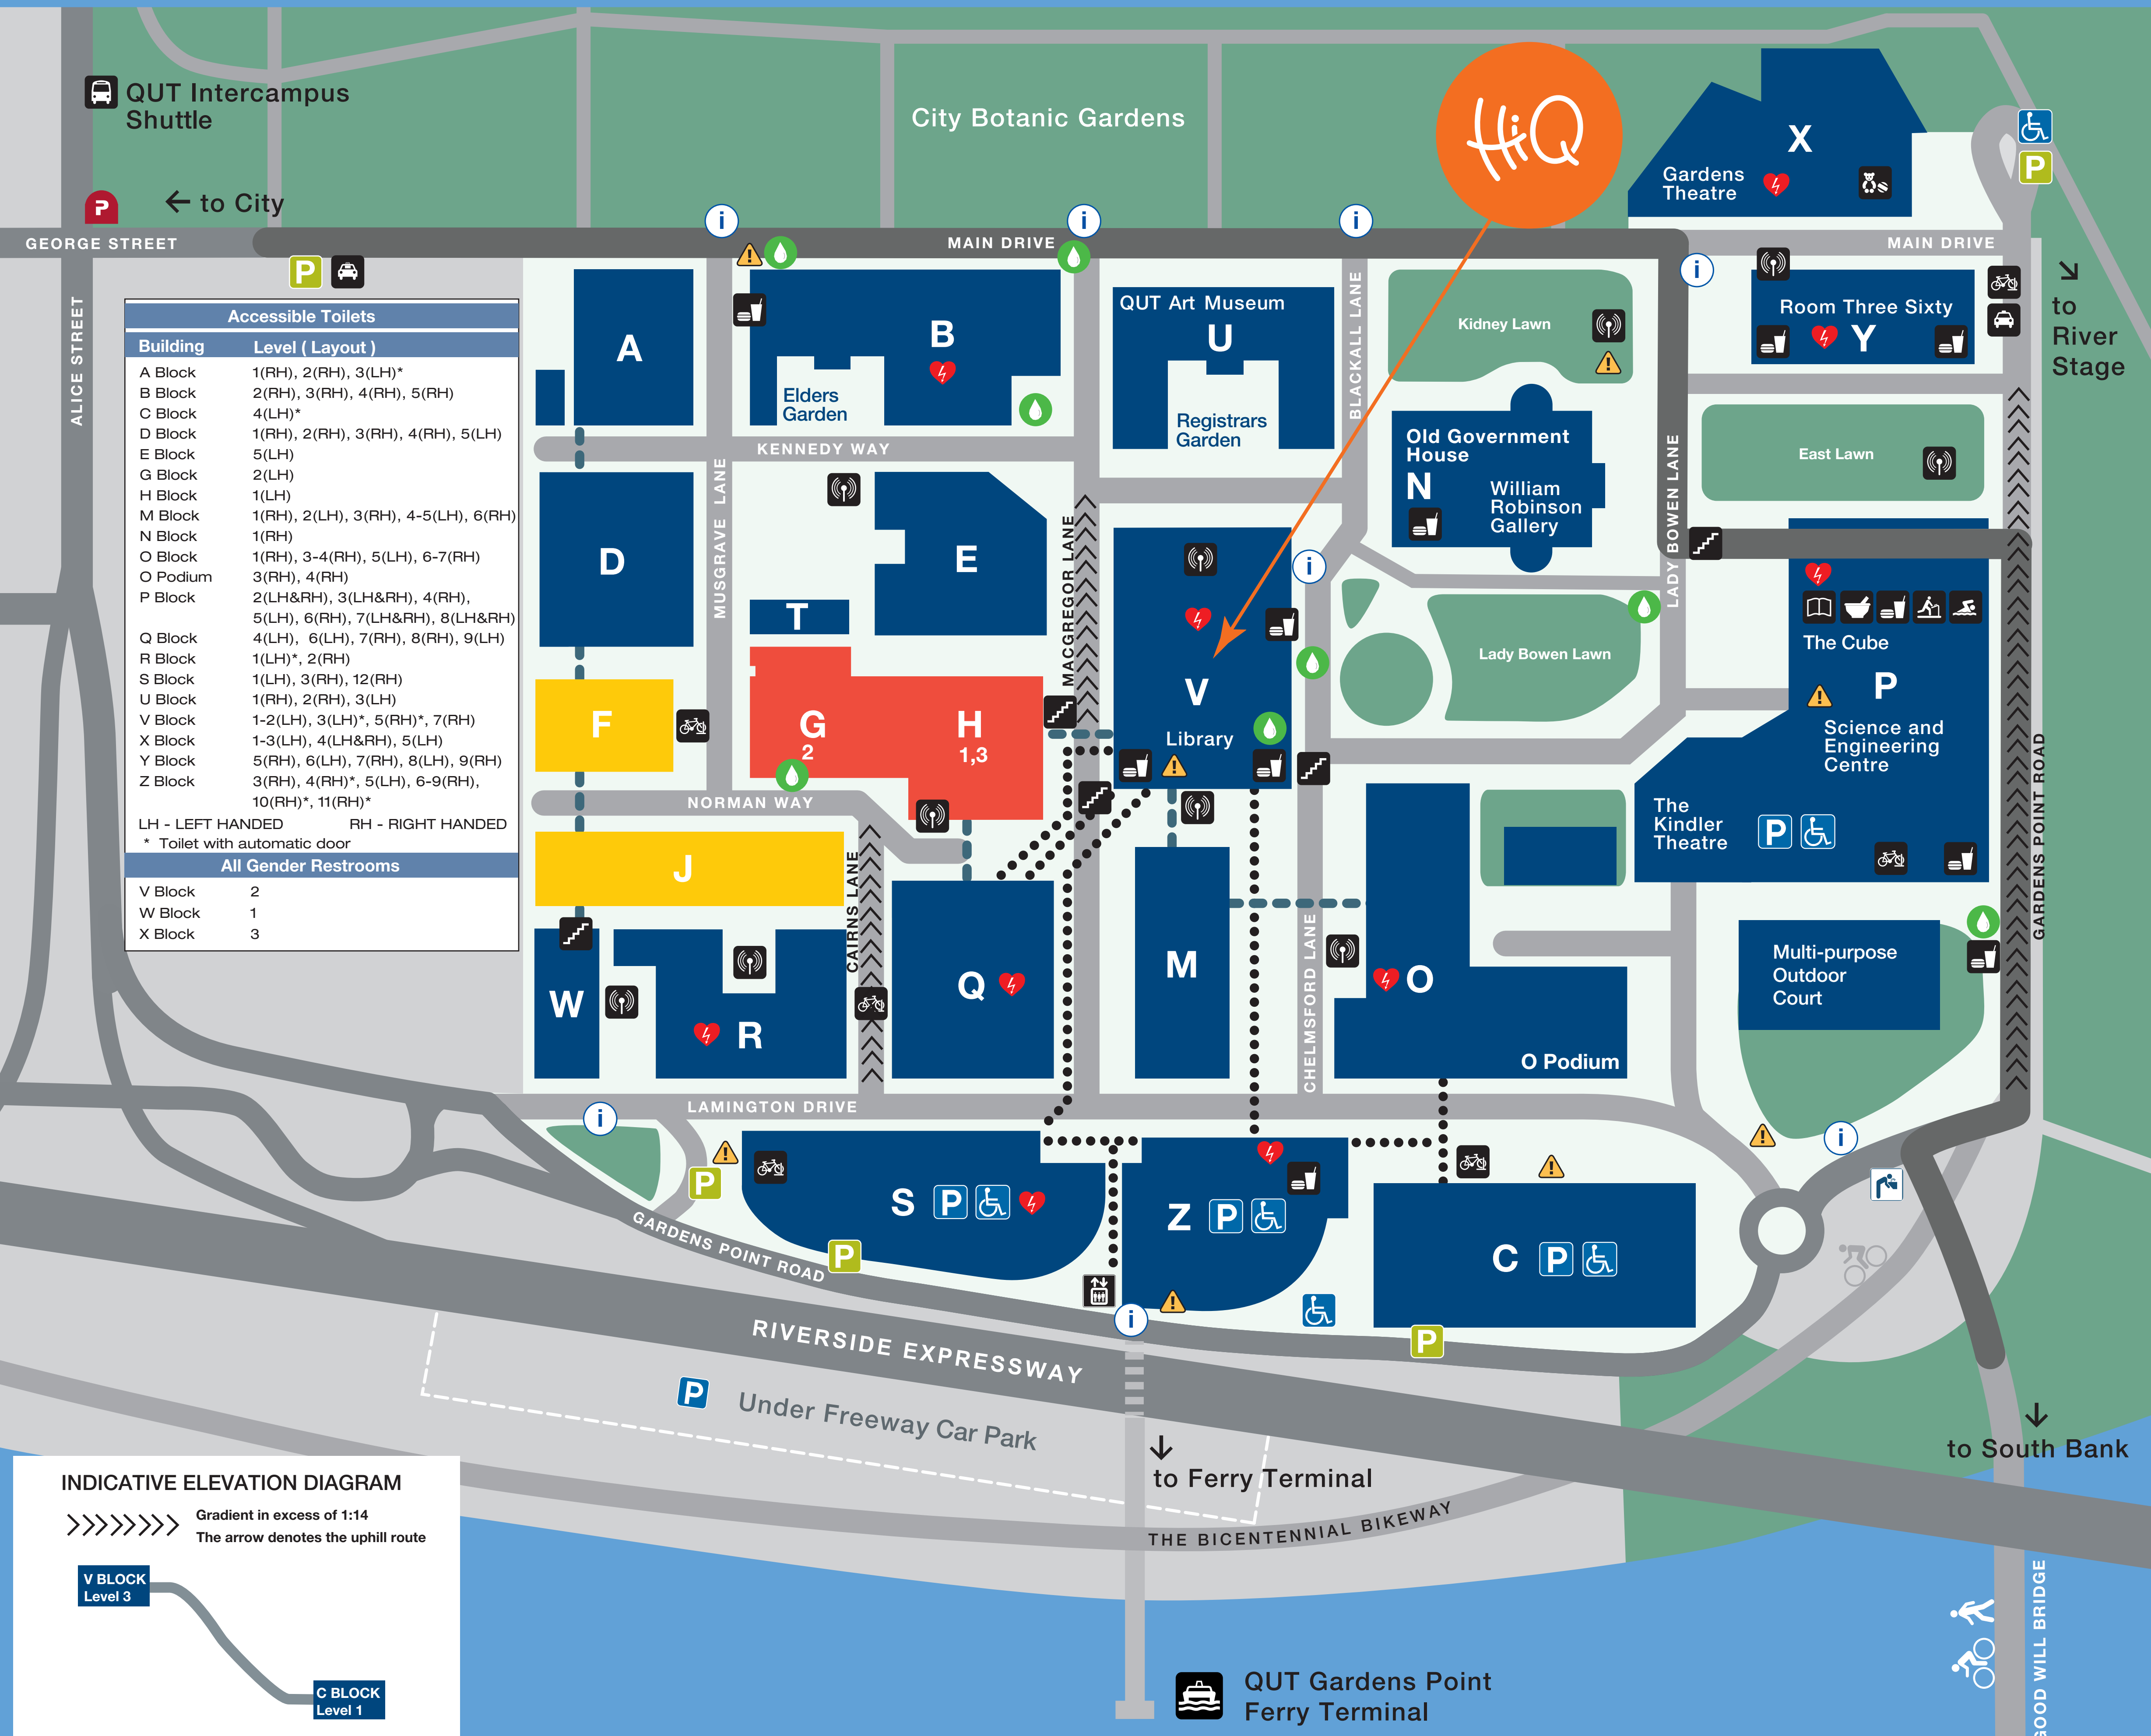 QUT Intercampus
Shuttle
City Botanic Gardens
HiQ
X
Gardens
Theatre
P
P
← to City
GEORGE STREET
MAIN DRIVE
MAIN DRIVE
i
i
i
i
P
to
River
Stage
ALICE STREET
Accessible Toilets
Building Level ( Layout )
A Block 1(RH), 2(RH), 3(LH)*
B Block 2(RH), 3(RH), 4(RH), 5(RH)
C Block 4(LH)*
D Block 1(RH), 2(RH), 3(RH), 4(RH), 5(LH)
E Block 5(LH)
G Block 2(LH)
H Block 1(LH)
M Block 1(RH), 2(LH), 3(RH), 4-5(LH), 6(RH)
N Block 1(RH)
O Block 1(RH), 3-4(RH), 5(LH), 6-7(RH)
O Podium 3(RH), 4(RH)
P Block 2(LH&RH), 3(LH&RH), 4(RH),
5(LH), 6(RH), 7(LH&RH), 8(LH&RH)
Q Block 4(LH), 6(LH), 7(RH), 8(RH), 9(LH)
R Block 1(LH)*, 2(RH)
S Block 1(LH), 3(RH), 12(RH)
U Block 1(RH), 2(RH), 3(LH)
V Block 1-2(LH), 3(LH)*, 5(RH)*, 7(RH)
X Block 1-3(LH), 4(LH&RH), 5(LH)
Y Block 5(RH), 6(LH), 7(RH), 8(LH), 9(RH)
Z Block 3(RH), 4(RH)*, 5(LH), 6-9(RH),
10(RH)*, 11(RH)*
LH - LEFT HANDED RH - RIGHT HANDED
* Toilet with automatic door
All Gender Restrooms
V Block 2
W Block 1
X Block 3
A
B
Elders
Garden
QUT Art Museum
U
Registrars
Garden
BLACKALL LANE
Kidney Lawn
Room Three Sixty
Y
KENNEDY WAY
Old Government
House
N
William
Robinson
Gallery
LADY BOWEN LANE
East Lawn
MUSGRAVE LANE
D
E
T
MACGREGOR LANE
V
Library
i
Lady Bowen Lawn
The Cube
P
Science and
Engineering
Centre
The
Kindler
Theatre
P
GARDENS POINT ROAD
F
G
2
H
1,3
NORMAN WAY
J
CAIRNS LANE
W
R
Q
M
CHELMSFORD LANE
O
O Podium
Multi-purpose
Outdoor
Court
LAMINGTON DRIVE
i
i
P
S
P
Z
P
C
P
P
P
i
GARDENS POINT ROAD
RIVERSIDE EXPRESSWAY
P
Under Freeway Car Park
to Ferry Terminal
to South Bank
THE BICENTENNIAL BIKEWAY
INDICATIVE ELEVATION DIAGRAM
Gradient in excess of 1:14
The arrow denotes the uphill route
V BLOCK
Level 3
C BLOCK
Level 1
QUT Gardens Point
Ferry Terminal
GOOD WILL BRIDGE